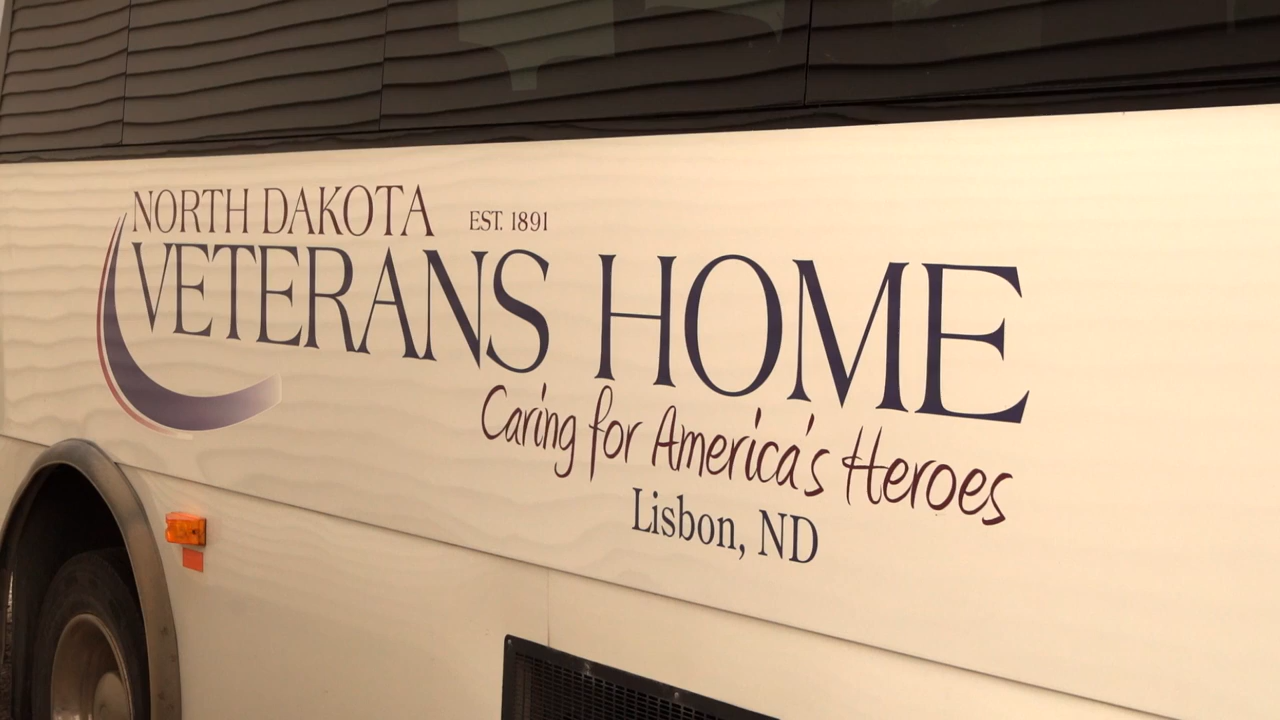 NORTH DAKOTA EST. 1891
VETERANS HOME
Caring for America's Heroes
Lisbon, ND